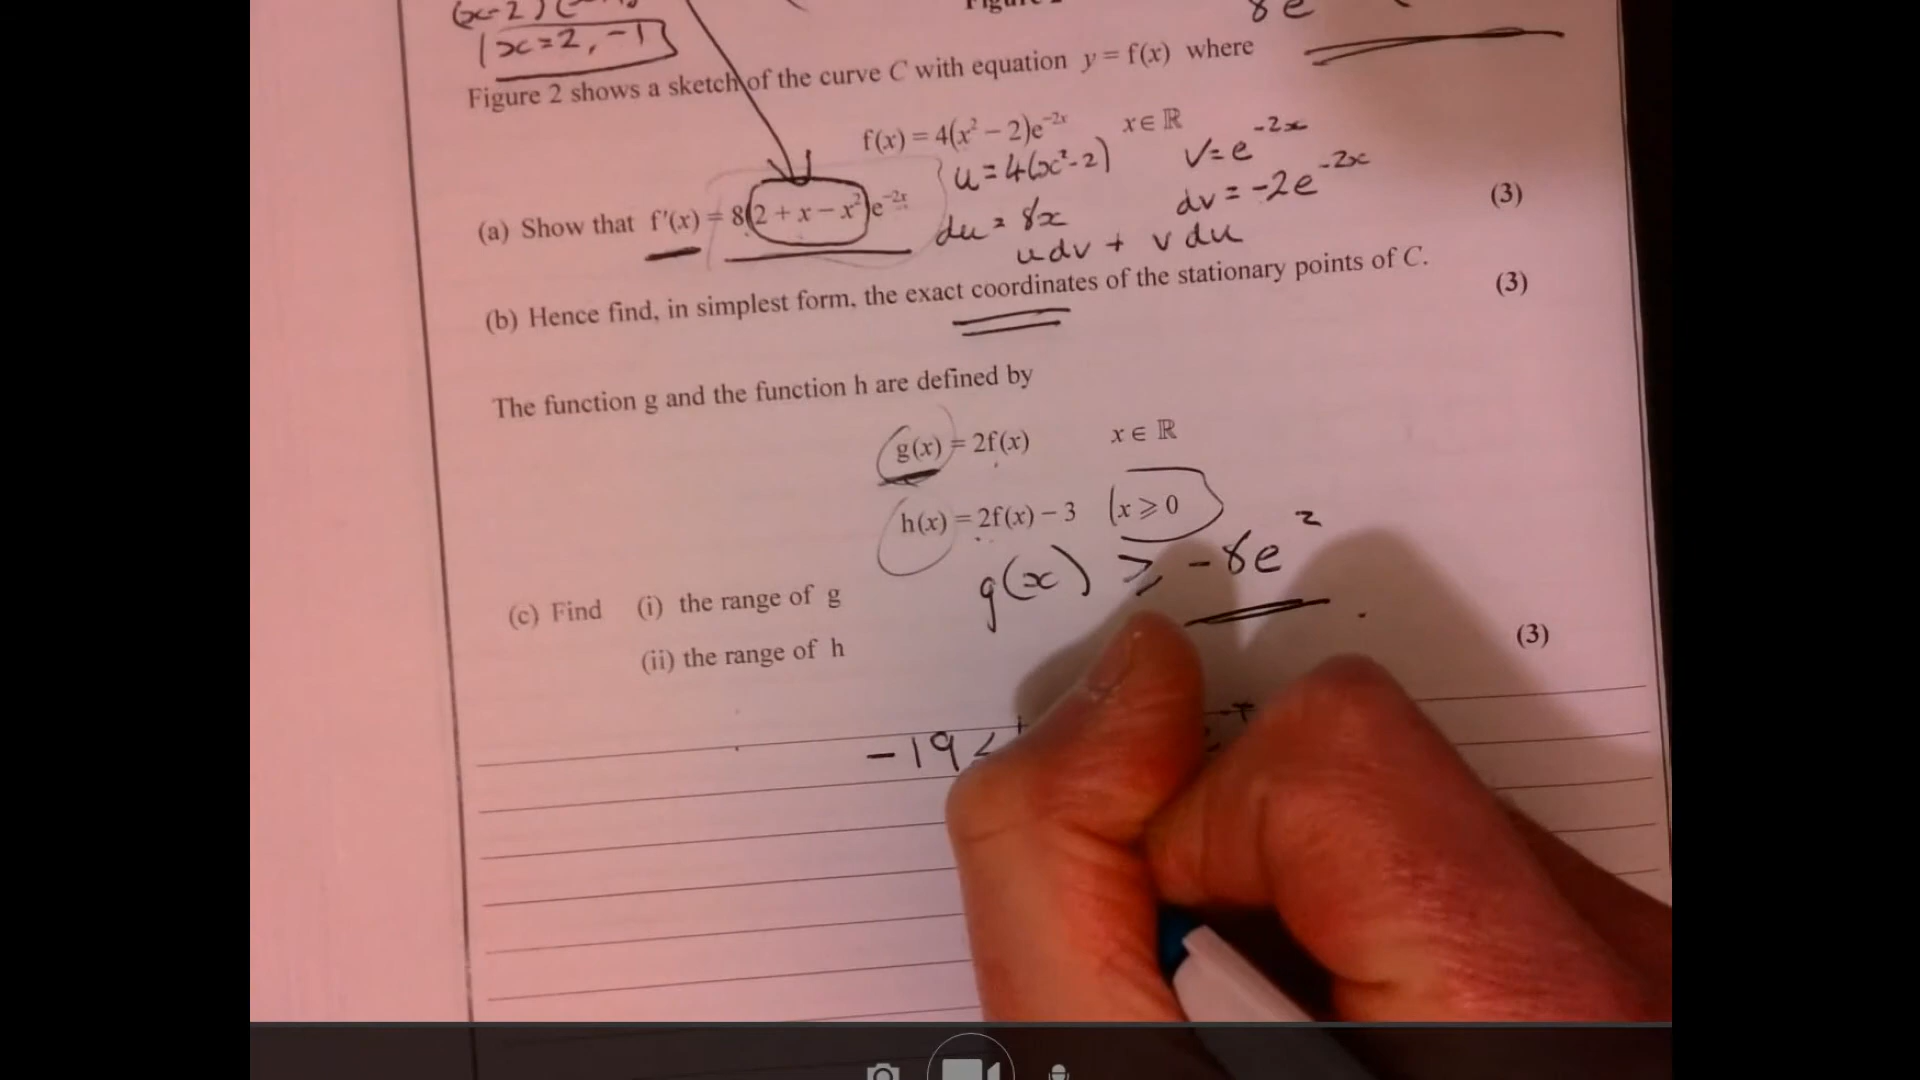 |x=2, -1
Figure 2 shows a sketch of the curve C with equation y = f(x) where
f(x) = 4(x² − 2)e⁻²ˣ x ∈ ℝ
u = 4(x²-2) v = e⁻²ˣ
(a) Show that f′(x) = 8(2 + x − x²)e⁻²ˣ
du = 8x dv = -2e⁻²ˣ
(3)
udv + vdu
(b) Hence find, in simplest form, the exact coordinates of the stationary points of C.
(3)
The function g and the function h are defined by
g(x) = 2f(x) x ∈ ℝ
h(x) = 2f(x) − 3 x ⩾ 0
g(x) ≥ -8e²
(c) Find (i) the range of g
(ii) the range of h
(3)
-19 <